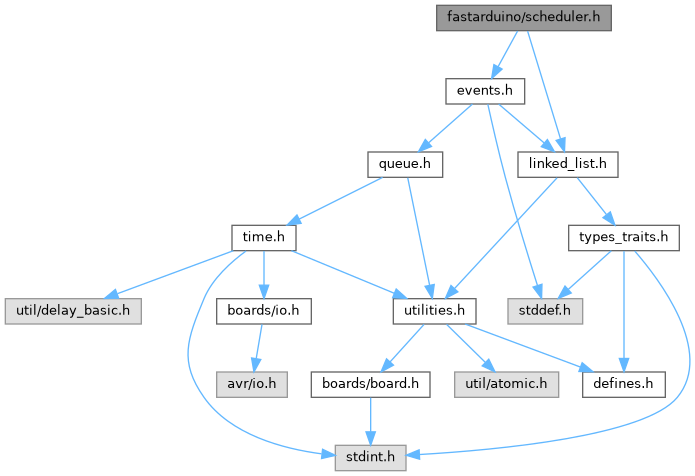 fastarduino/scheduler.h
events.h
queue.h
linked_list.h
time.h
types_traits.h
util/delay_basic.h
boards/io.h
utilities.h
stddef.h
avr/io.h
boards/board.h
util/atomic.h
defines.h
stdint.h